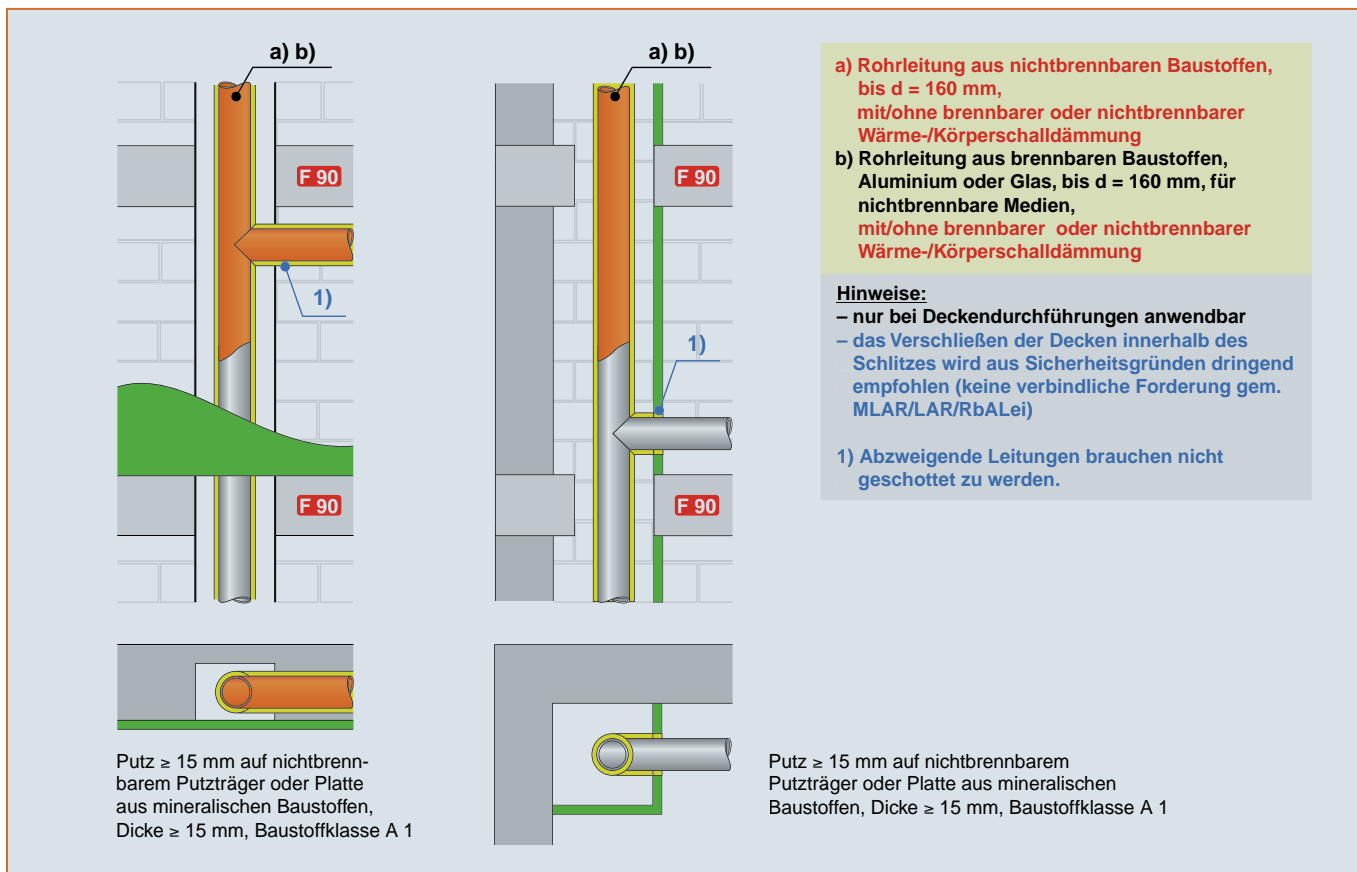 a) b)
F 90
1)
F 90
Putz ≥ 15 mm auf nichtbrenn-
barem Putzträger oder Platte
aus mineralischen Baustoffen,
Dicke ≥ 15 mm, Baustoffklasse A 1
a) b)
F 90
1)
F 90
Putz ≥ 15 mm auf nichtbrennbarem
Putzträger oder Platte aus mineralischen
Baustoffen, Dicke ≥ 15 mm, Baustoffklasse A 1
a) Rohrleitung aus nichtbrennbaren Baustoffen,
bis d = 160 mm,
mit/ohne brennbarer oder nichtbrennbarer
Wärme-/Körperschalldämmung
b) Rohrleitung aus brennbaren Baustoffen,
Aluminium oder Glas, bis d = 160 mm, für
nichtbrennbare Medien,
mit/ohne brennbarer oder nichtbrennbarer
Wärme-/Körperschalldämmung
Hinweise:
– nur bei Deckendurchführungen anwendbar
– das Verschließen der Decken innerhalb des
Schlitzes wird aus Sicherheitsgründen dringend
empfohlen (keine verbindliche Forderung gem.
MLAR/LAR/RbALei)
1) Abzweigende Leitungen brauchen nicht
geschottet zu werden.